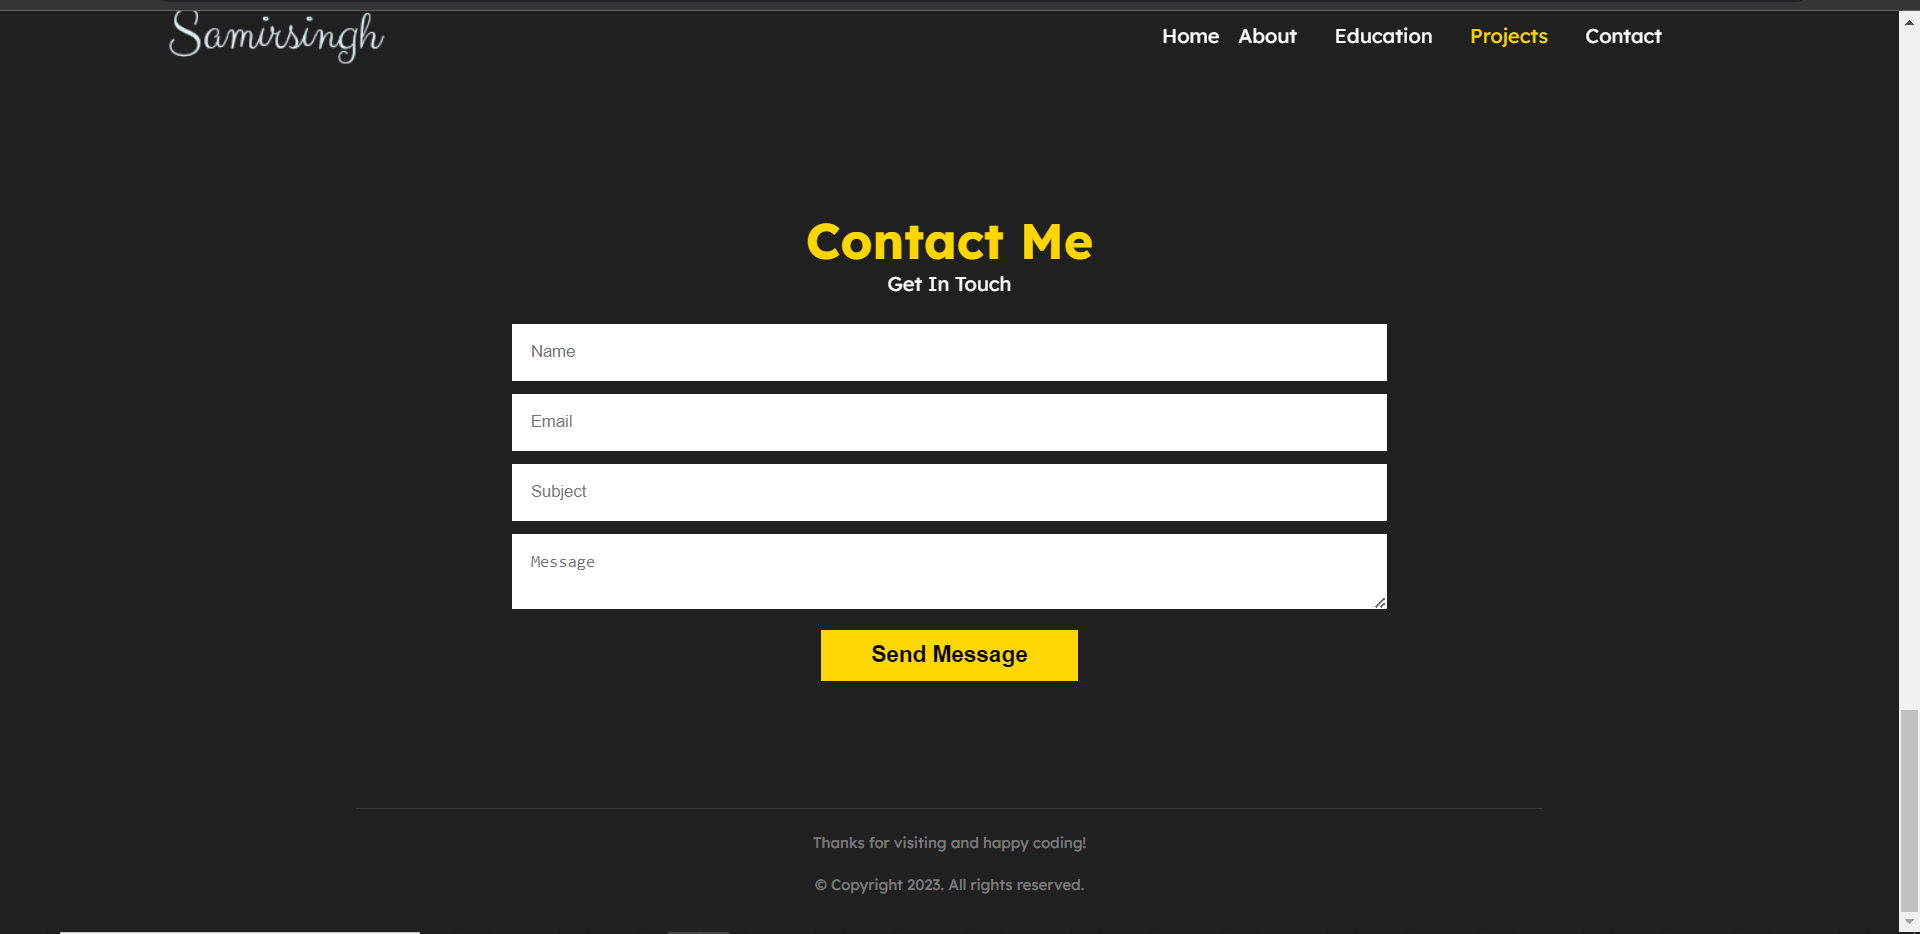 Samirsingh
Home About Education Projects Contact
Contact Me
Get In Touch
Name
Email
Subject
Message
Send Message
Thanks for visiting and happy coding!
© Copyright 2023. All rights reserved.